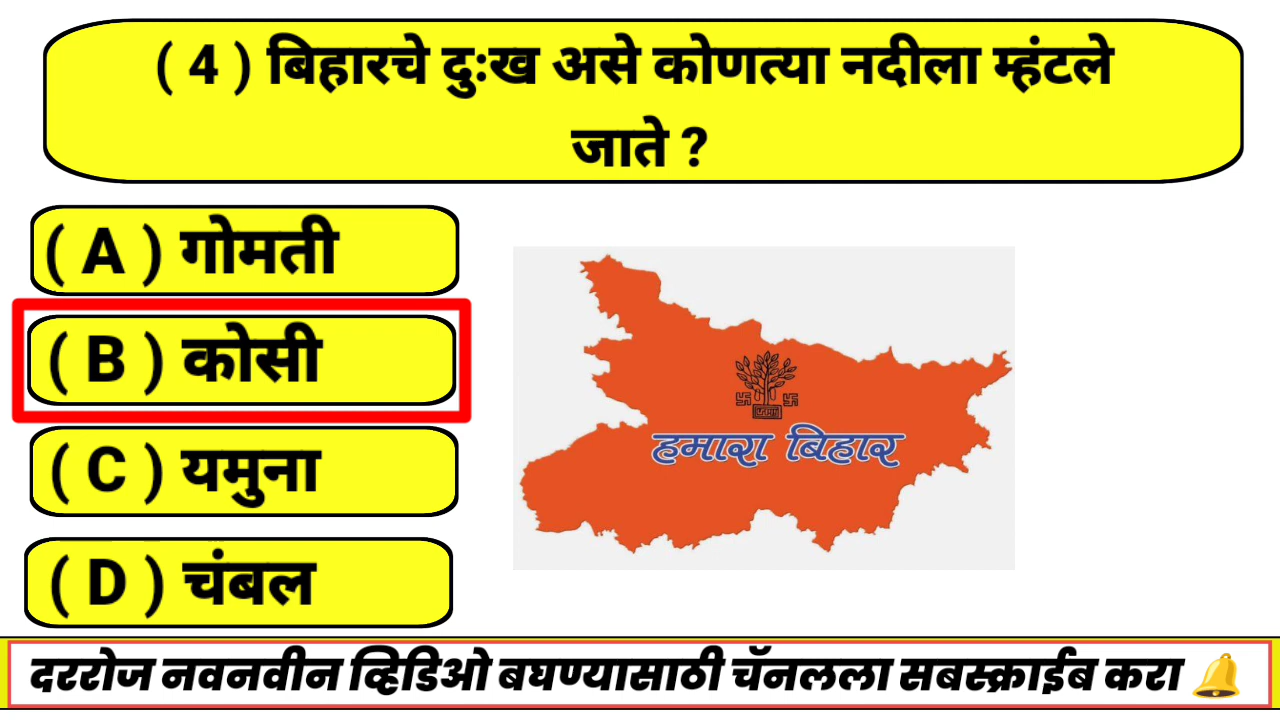 ( 4 ) बिहारचे दुःख असे कोणत्या नदीला म्हंटले
जाते ?
( A ) गोमती
( B ) कोसी
( C ) यमुना
( D ) चंबल
हमारा बिहार
दररोज नवनवीन व्हिडिओ बघण्यासाठी चॅनलला सबस्क्राईब करा 🔔